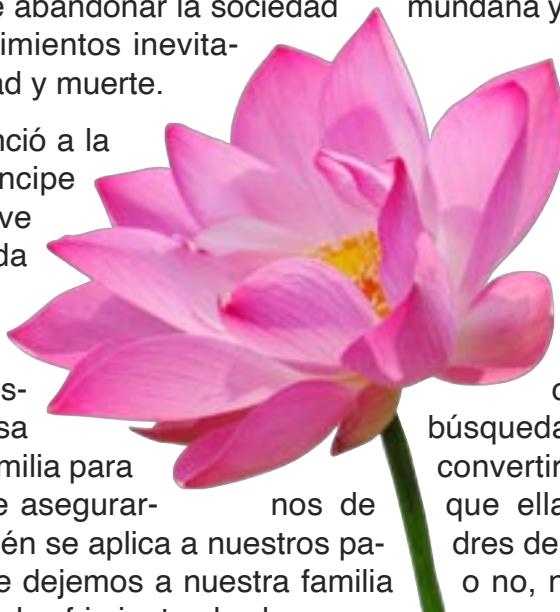 abandonar la sociedad mundana y
imientos inevita-
ad y muerte.
nció a la
ncipe
ve
da
s-
sa búsqueda
milia para convertir
e asegurar- nos de que ella
én se aplica a nuestros pa- dres de
e dejemos a nuestra familia o no, n